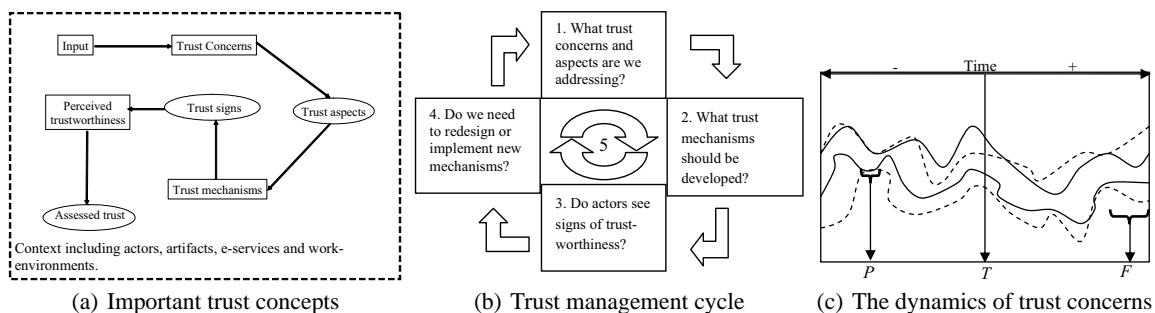 Input
Trust Concerns
Trust aspects
Trust signs
Perceived
trustworthiness
Trust mechanisms
Assessed trust
Context including actors, artifacts, e-services and work-
environments.
(a) Important trust concepts
1. What trust
concerns and
aspects are we
addressing?
4. Do we need
to redesign or
implement new
mechanisms?
5
2. What trust
mechanisms
should be
developed?
3. Do actors see
signs of trust-
worthiness?
(b) Trust management cycle
- Time +
P T F
(c) The dynamics of trust concerns